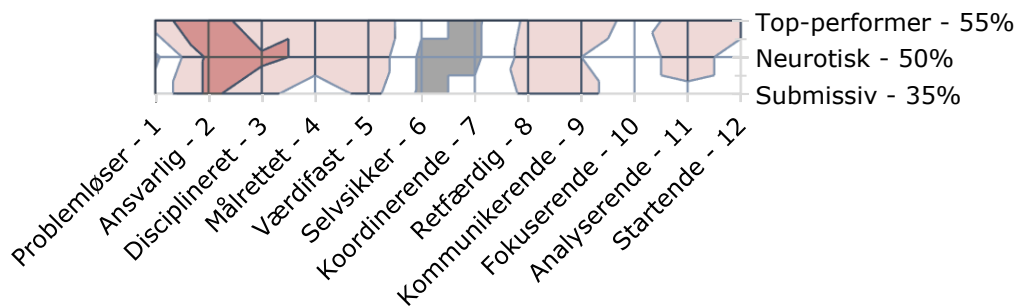 Top-performer - 55%
Neurotisk - 50%
Submissiv - 35%
Problemløser - 1
Ansvarlig - 2
Disciplineret - 3
Målrettet - 4
Værdifast - 5
Selvsikker - 6
Koordinerende - 7
Retfærdig - 8
Kommunikerende - 9
Fokuserende - 10
Analyserende - 11
Startende - 12